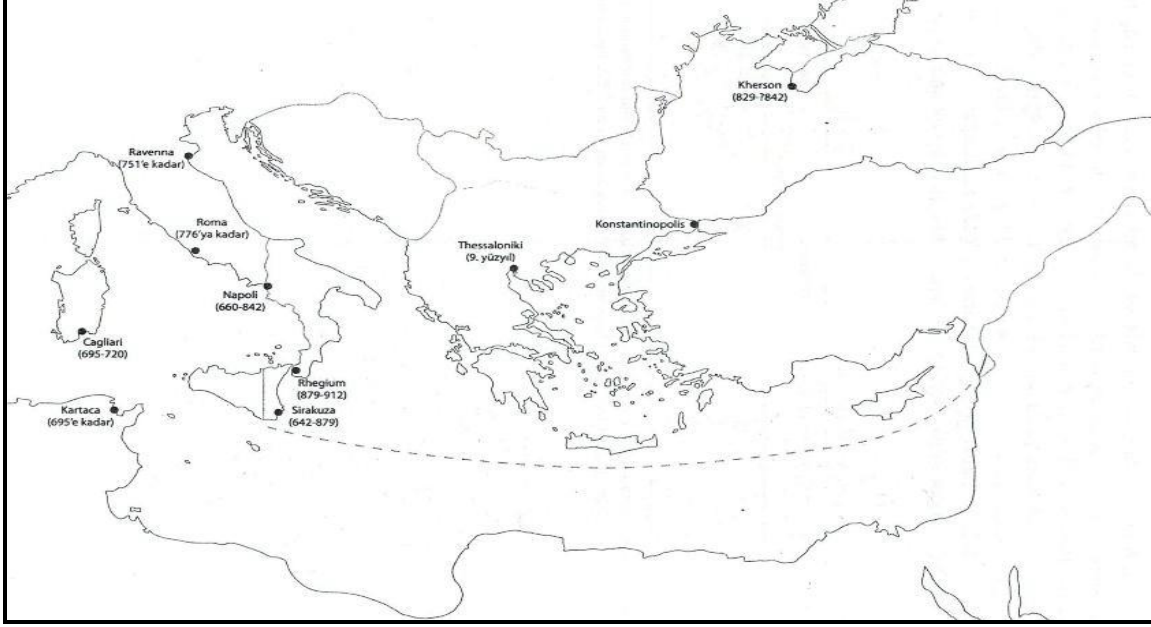 Kherson
(829-?842)
Ravenna
(751'e kadar)
Roma
(776'ya kadar)
Konstantinopolis
Thessaloniki
(9. yüzyıl)
Napoli
(660-842)
Cagliari
(695-720)
Rhegium
(879-912)
Kartaca
(695'e kadar)
Sirakuza
(642-879)